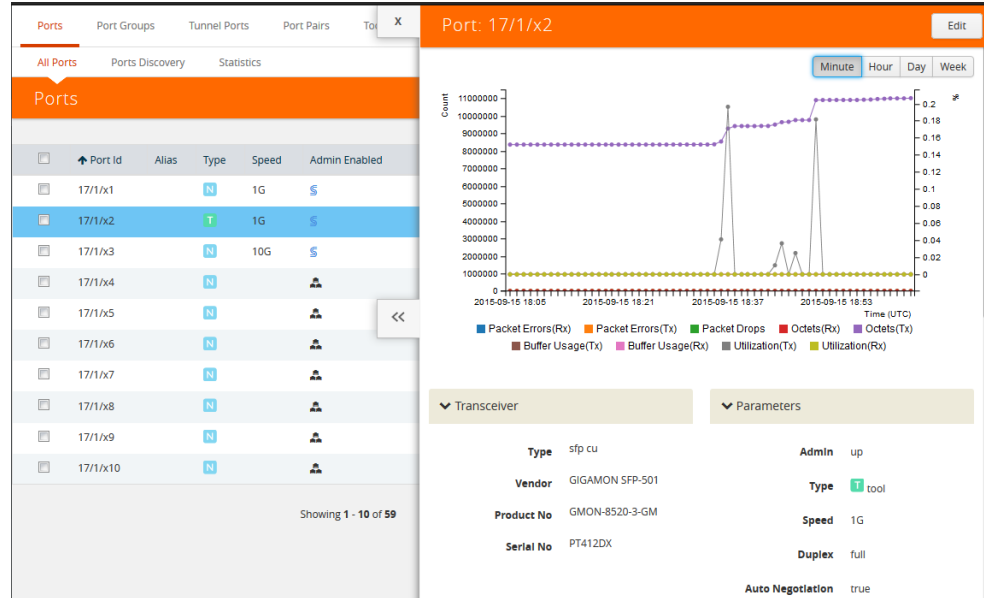 Ports Port Groups Tunnel Ports Port Pairs
x
All Ports Ports Discovery Statistics
Ports
Port Id Alias Type Speed Admin Enabled
17/1/x1 N 1G
17/1/x2 T 1G
17/1/x3 N 10G
17/1/x4 N
17/1/x5 N
17/1/x6 N
17/1/x7 N
17/1/x8 N
17/1/x9 N
17/1/x10 N
Showing 1 - 10 of 59
<<
Port: 17/1/x2 Edit
Minute Hour Day Week
Count
%
11000000
10000000
9000000
8000000
7000000
6000000
5000000
4000000
3000000
2000000
1000000
0
0.2
0.18
0.16
0.14
0.12
0.1
0.08
0.06
0.04
0.02
0
2015-09-15 18:05 2015-09-15 18:21 2015-09-15 18:37 2015-09-15 18:53
Time (UTC)
Packet Errors(Rx) Packet Errors(Tx) Packet Drops Octets(Rx) Octets(Tx)
Buffer Usage(Tx) Buffer Usage(Rx) Utilization(Tx) Utilization(Rx)
Transceiver
Type sfp cu
Vendor GIGAMON SFP-501
Product No GMON-8520-3-GM
Serial No PT412DX
Parameters
Admin up
Type T tool
Speed 1G
Duplex full
Auto Negotiation true